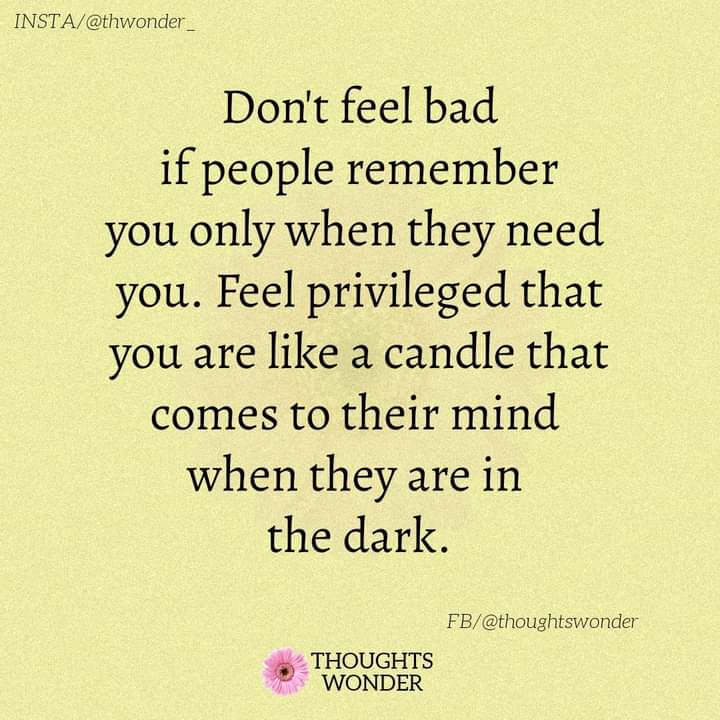 INSTA/@thwonder_
Don't feel bad
if people remember
you only when they need
you. Feel privileged that
you are like a candle that
comes to their mind
when they are in
the dark.
FB/@thoughtswonder
THOUGHTS
WONDER